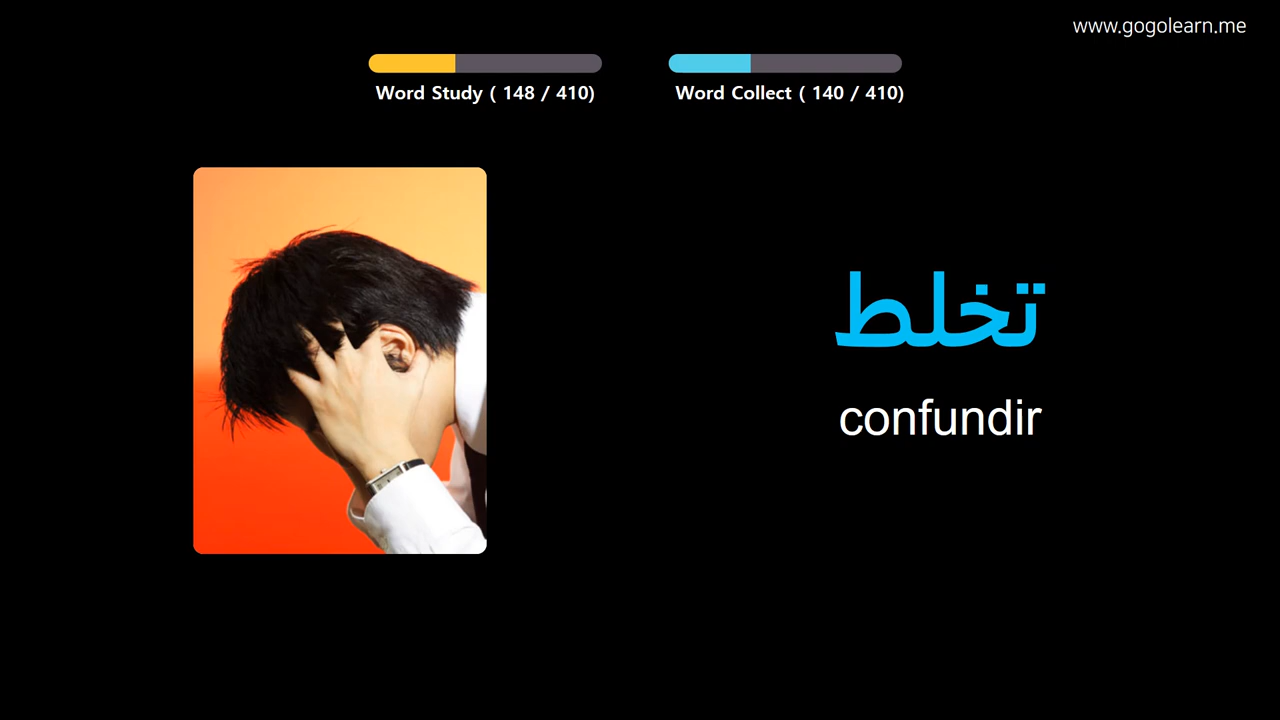 www.gogolearn.me
Word Study ( 148 / 410)
Word Collect ( 140 / 410)
تخلط
confundir